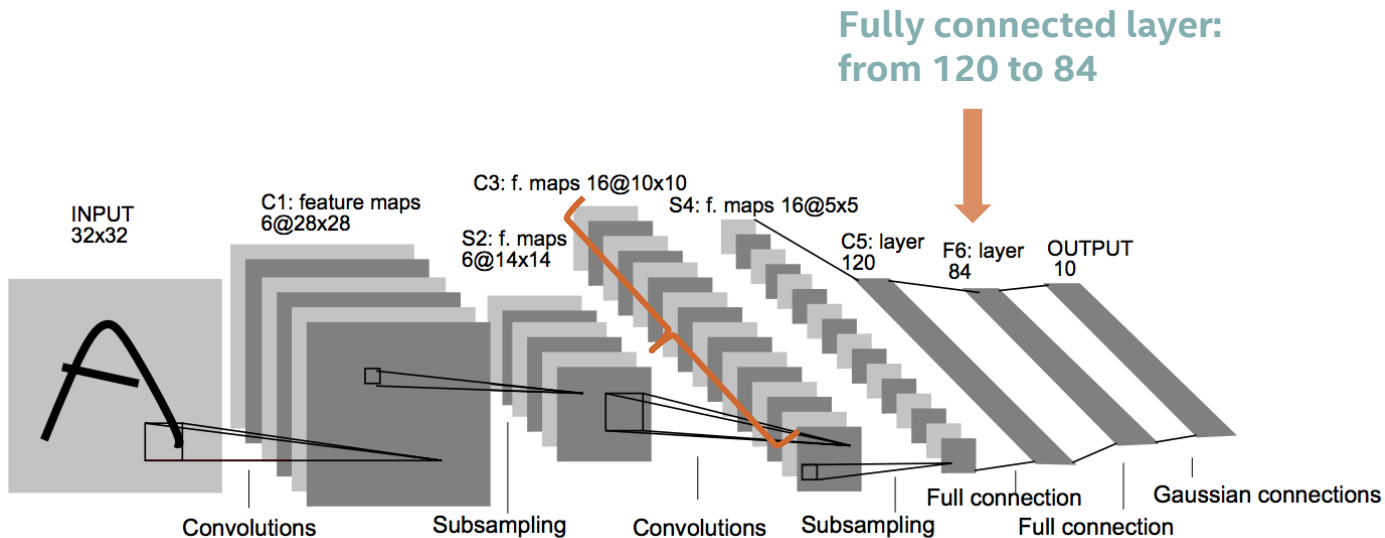 Fully connected layer:
from 120 to 84
C3: f. maps 16@10x10
S4: f. maps 16@5x5
C1: feature maps
6@28x28
INPUT
32x32
S2: f. maps
6@14x14
C5: layer
120
F6: layer
84
OUTPUT
10
A
Convolutions
Subsampling
Convolutions
Subsampling
Full connection
Full connection
Gaussian connections